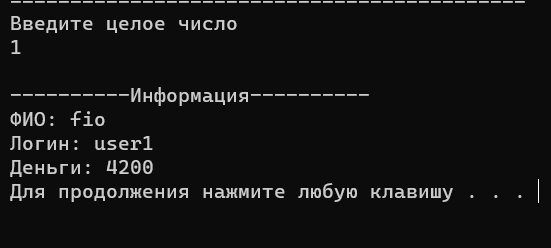 -------------------------------------------
Введите целое число
1
----------Информация----------
ФИО: fio
Логин: user1
Деньги: 4200
Для продолжения нажмите любую клавишу . . .